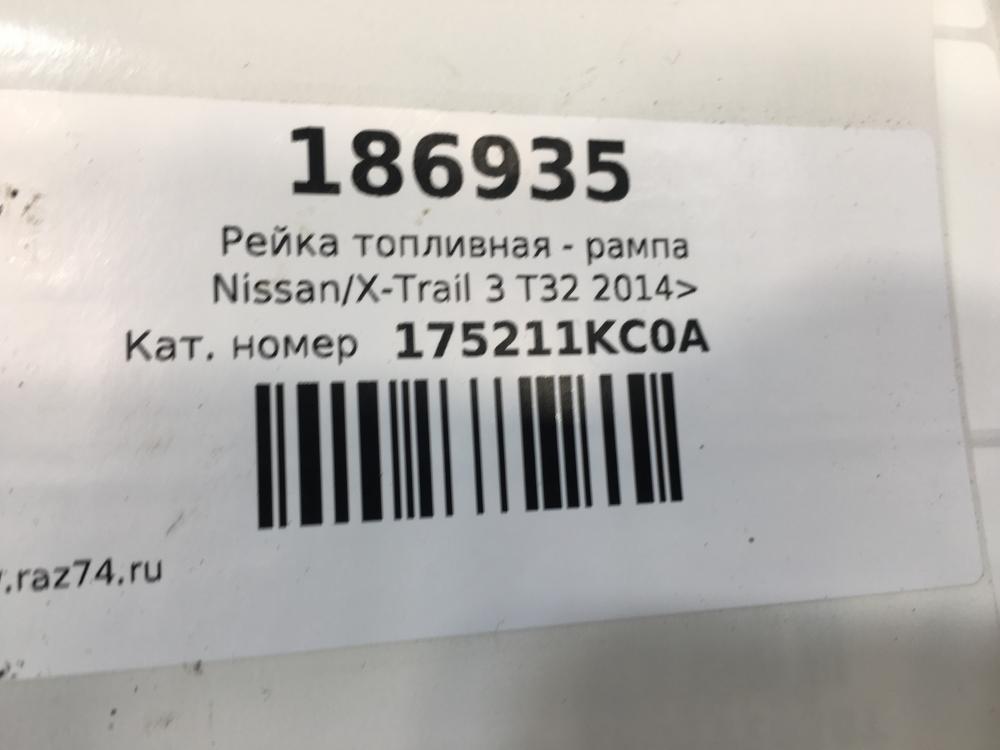 186935
Рейка топливная - рампа
Nissan/X-Trail 3 T32 2014>
Кат. номер 175211KC0A
.raz74.ru